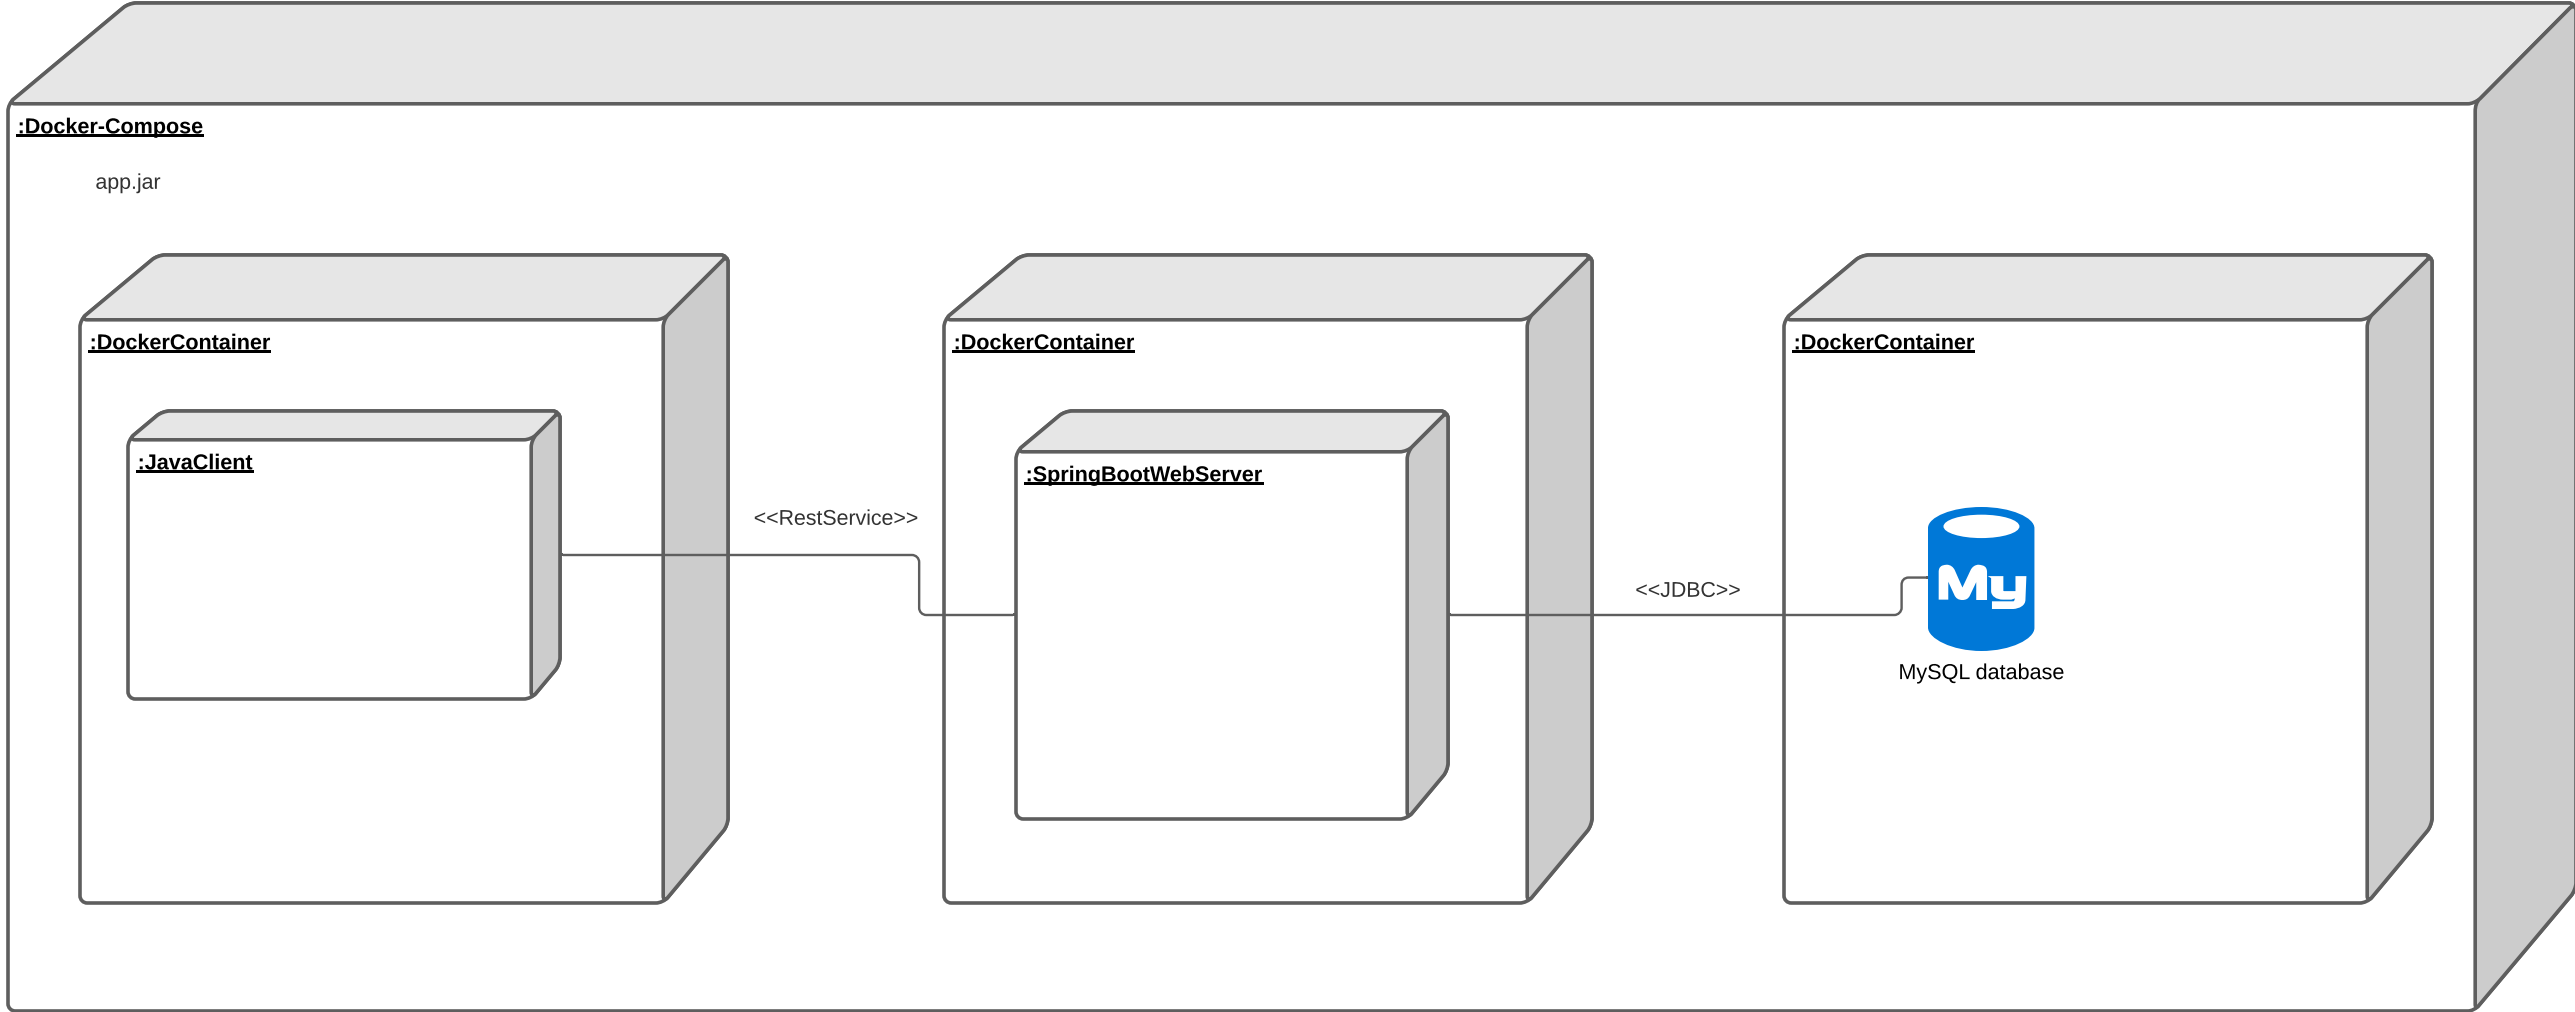 :Docker-Compose
app.jar
:DockerContainer
:DockerContainer
:DockerContainer
:JavaClient
:SpringBootWebServer
<<RestService>>
<<JDBC>>
My
MySQL database